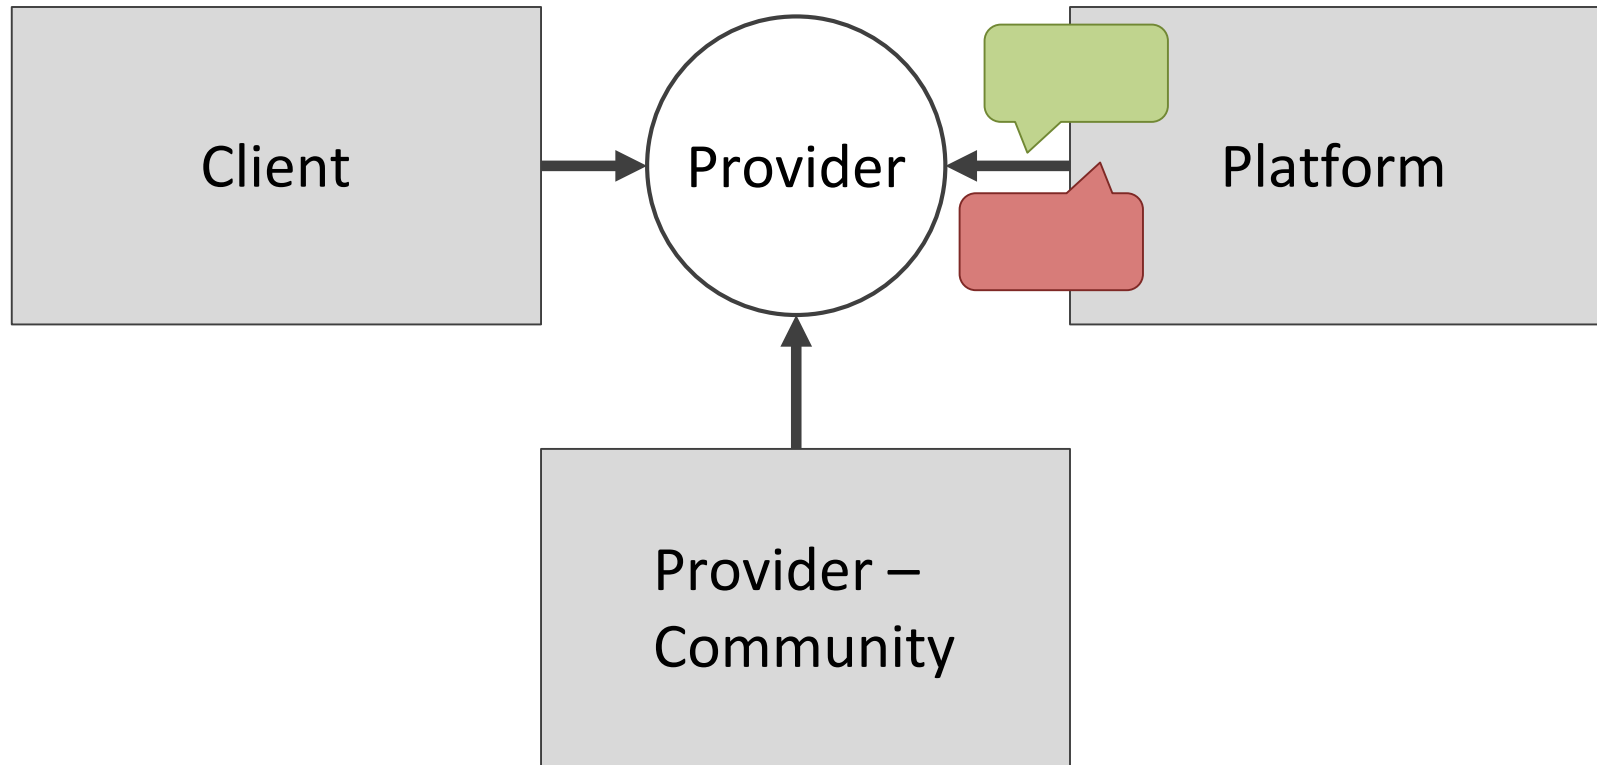 Client
Provider
Platform
Provider –
Community